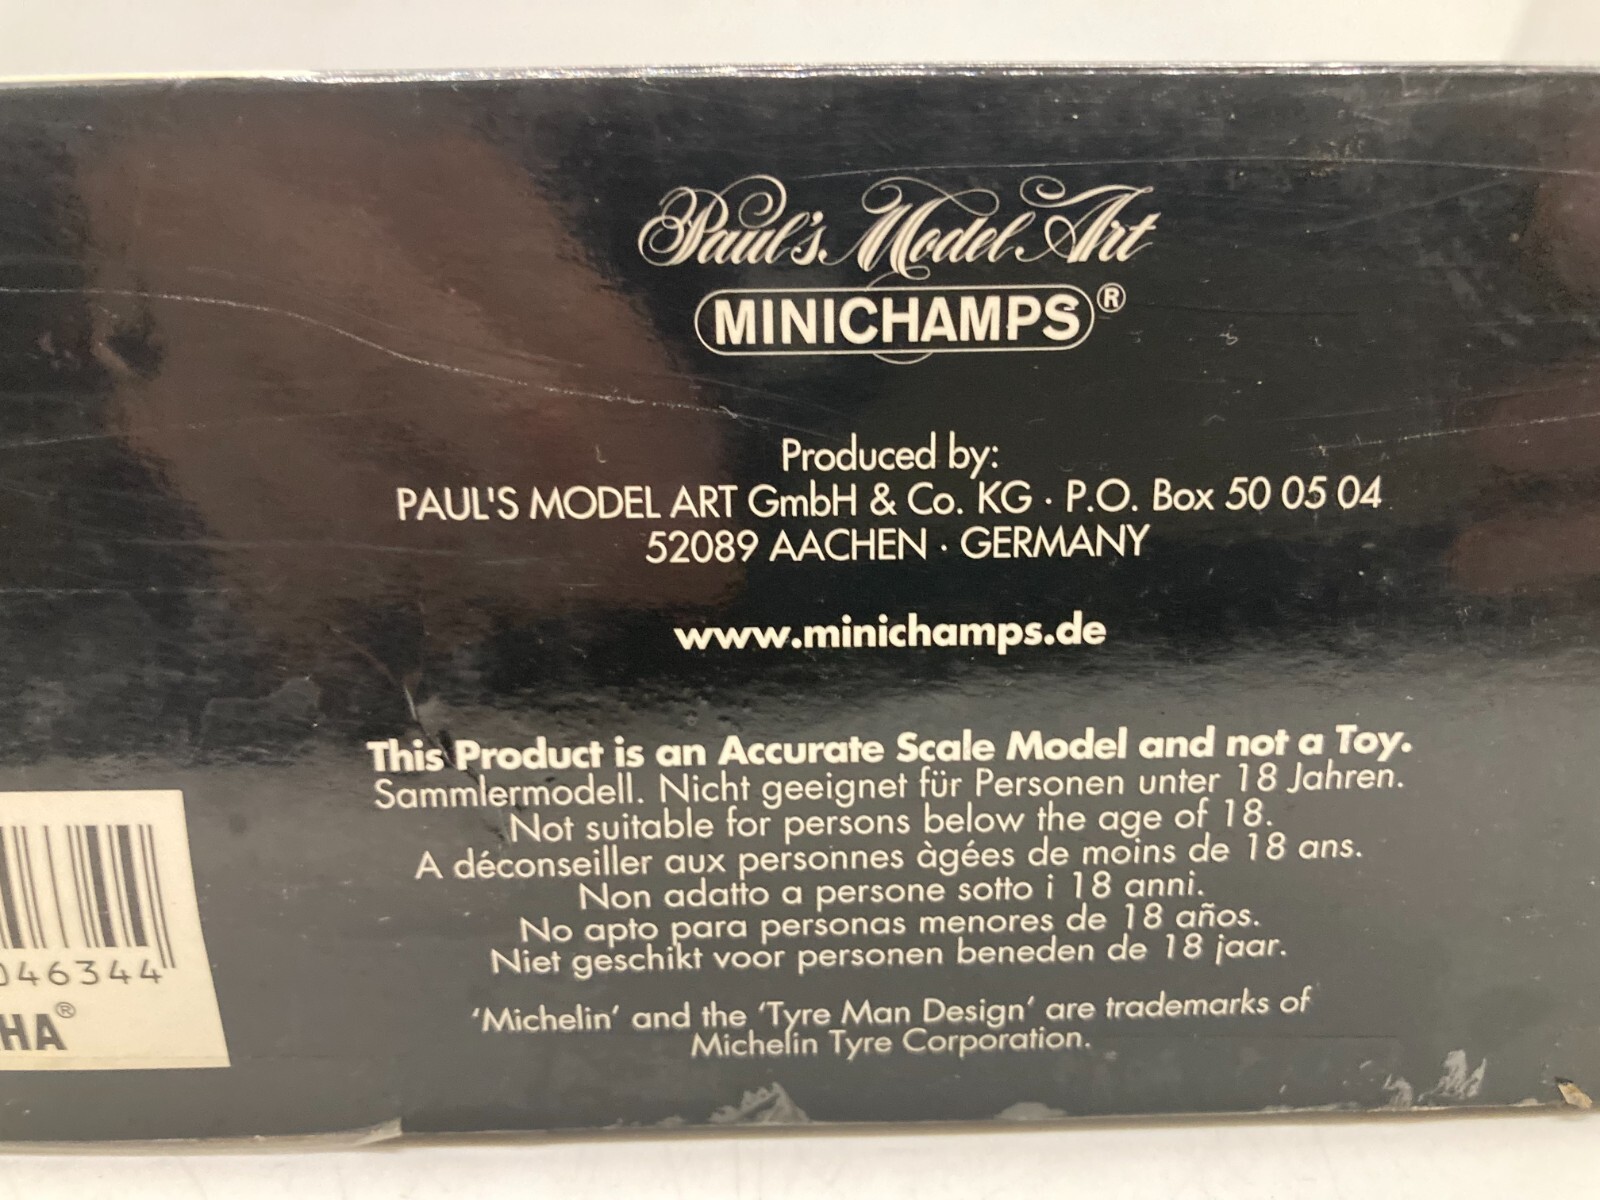 Paul's Model Art
MINICHAMPS®
Produced by:
PAUL'S MODEL ART GmbH & Co. KG · P.O. Box 50 05 04
52089 AACHEN · GERMANY
www.minichamps.de
This Product is an Accurate Scale Model and not a Toy.
Sammlermodell. Nicht geeignet für Personen unter 18 Jahren.
Not suitable for persons below the age of 18.
A déconseiller aux personnes àgées de moins de 18 ans.
Non adatto a persone sotto i 18 anni.
No apto para personas menores de 18 años.
Niet geschikt voor personen beneden de 18 jaar.
'Michelin' and the 'Tyre Man Design' are trademarks of
Michelin Tyre Corporation.
046344
HA®